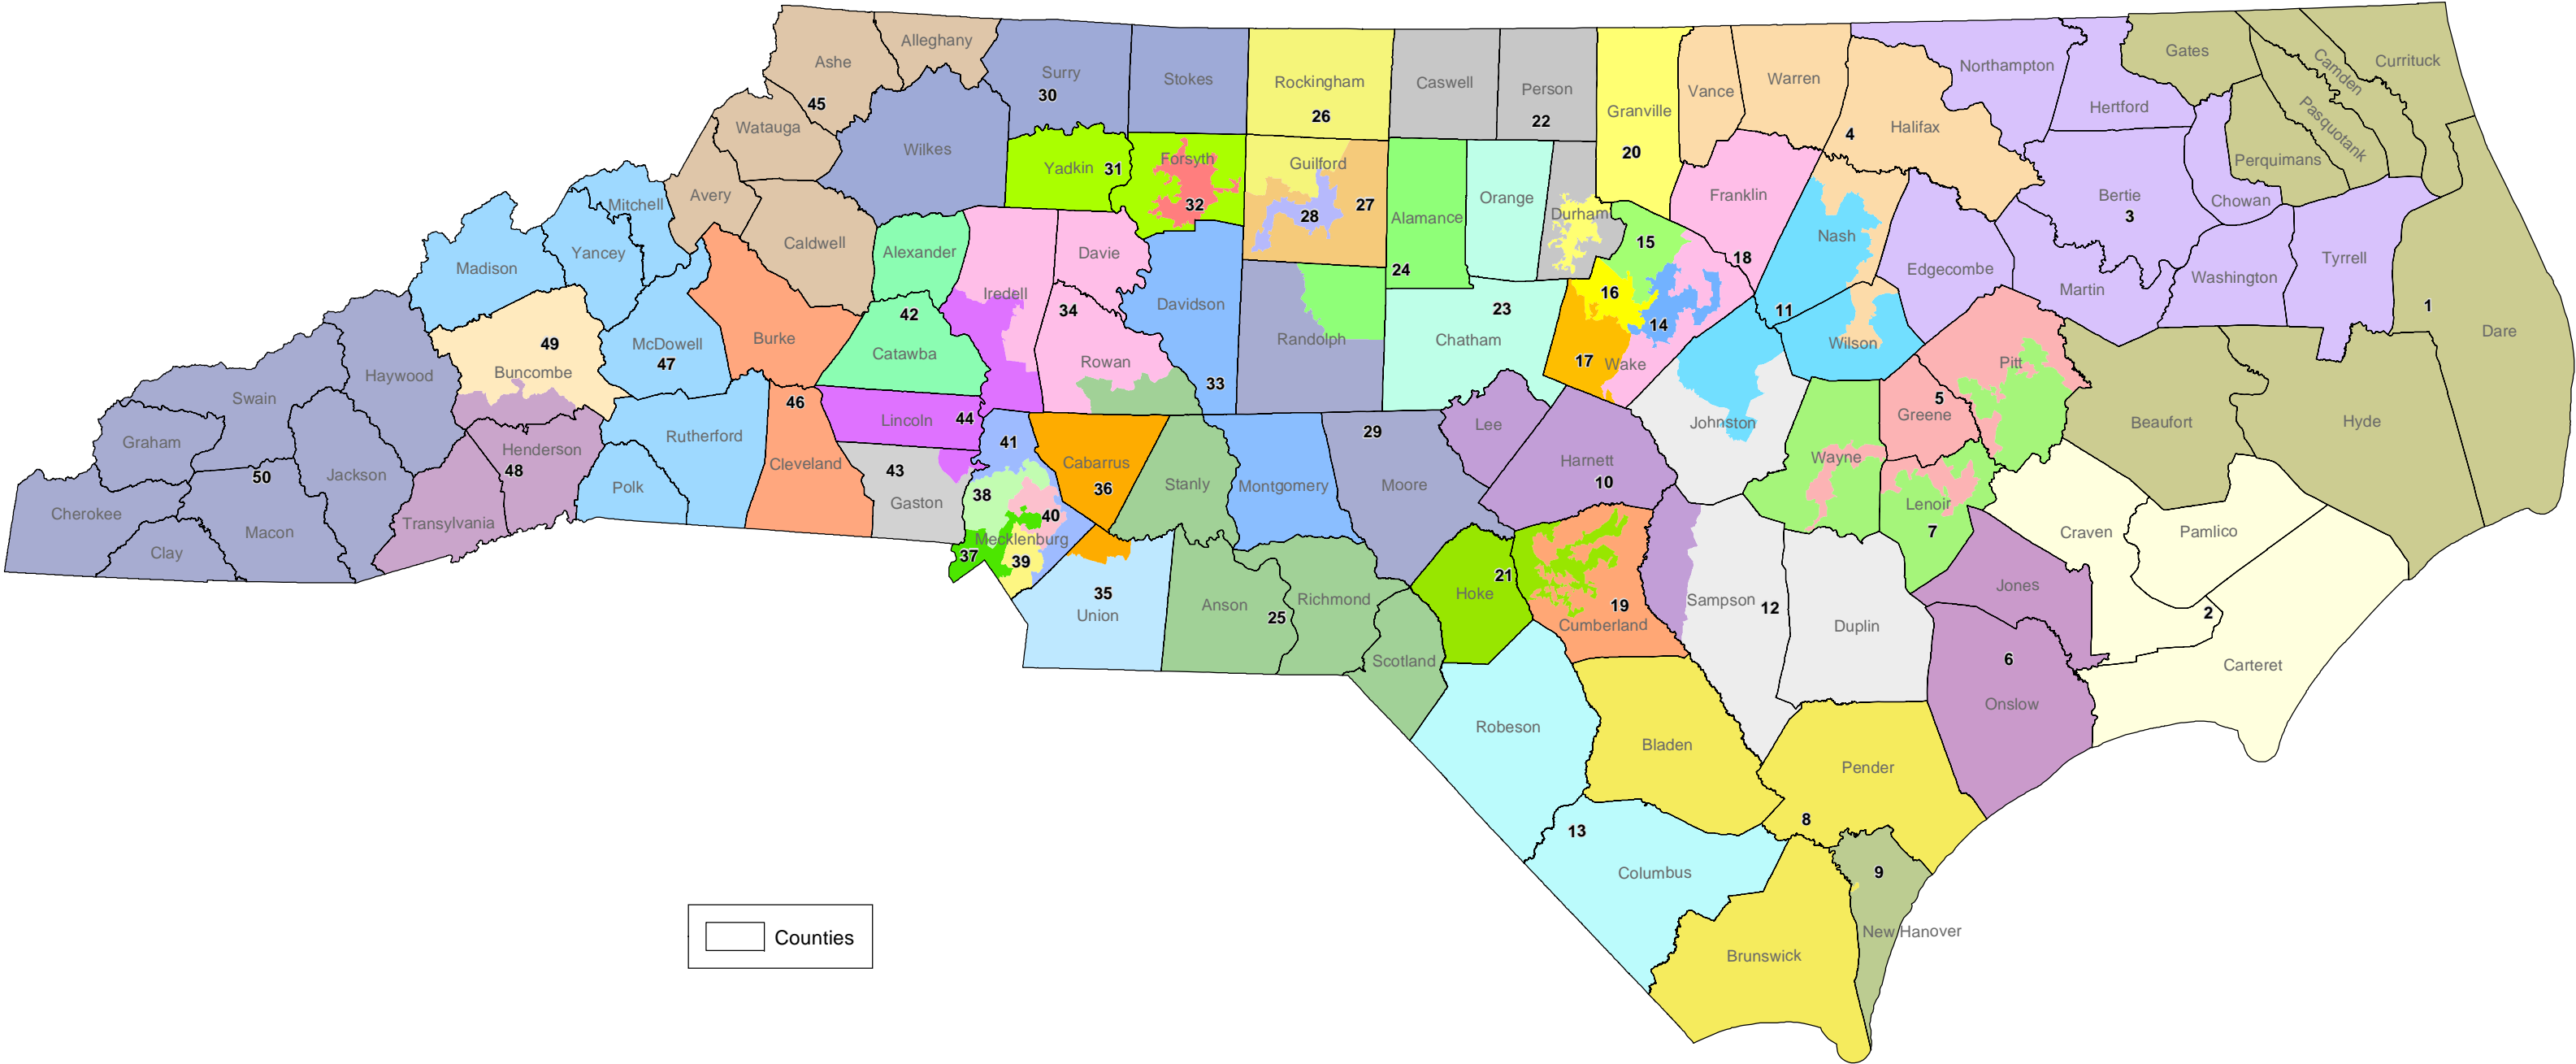 Alleghany
Ashe
Surry
30
Stokes
Rockingham
26
Caswell
Person
22
Granville
20
Vance
Warren
4
Halifax
Northampton
Hertford
Gates
Camden
Currituck
Pasquotank
Perquimans
45
Watauga
Wilkes
Yadkin
31
Forsyth
32
Guilford
28
27
Alamance
24
Orange
Durham
15
Franklin
18
Nash
Bertie
3
Chowan
Mitchell
Avery
Caldwell
Alexander
Davie
Iredell
34
Davidson
33
Randolph
Chatham
23
16
14
17
Wake
11
Wilson
Edgecombe
Martin
Washington
Tyrrell
1
Dare
Madison
Yancey
49
Buncombe
McDowell
47
Burke
42
Catawba
Rowan
Johnston
5
Greene
Pitt
Beaufort
Hyde
Swain
Haywood
Graham
Jackson
50
Macon
Cherokee
Clay
Transylvania
Henderson
48
Rutherford
Polk
46
Cleveland
Lincoln
44
43
Gaston
41
38
40
Mecklenburg
37
39
Cabarrus
36
Stanly
Montgomery
29
Moore
Lee
Harnett
10
Wayne
Lenoir
7
Craven
Pamlico
35
Union
Anson
25
Richmond
Scotland
Hoke
21
19
Cumberland
Sampson
12
Duplin
Jones
6
Onslow
2
Carteret
Robeson
Bladen
Pender
8
13
Columbus
9
New Hanover
Brunswick
Counties